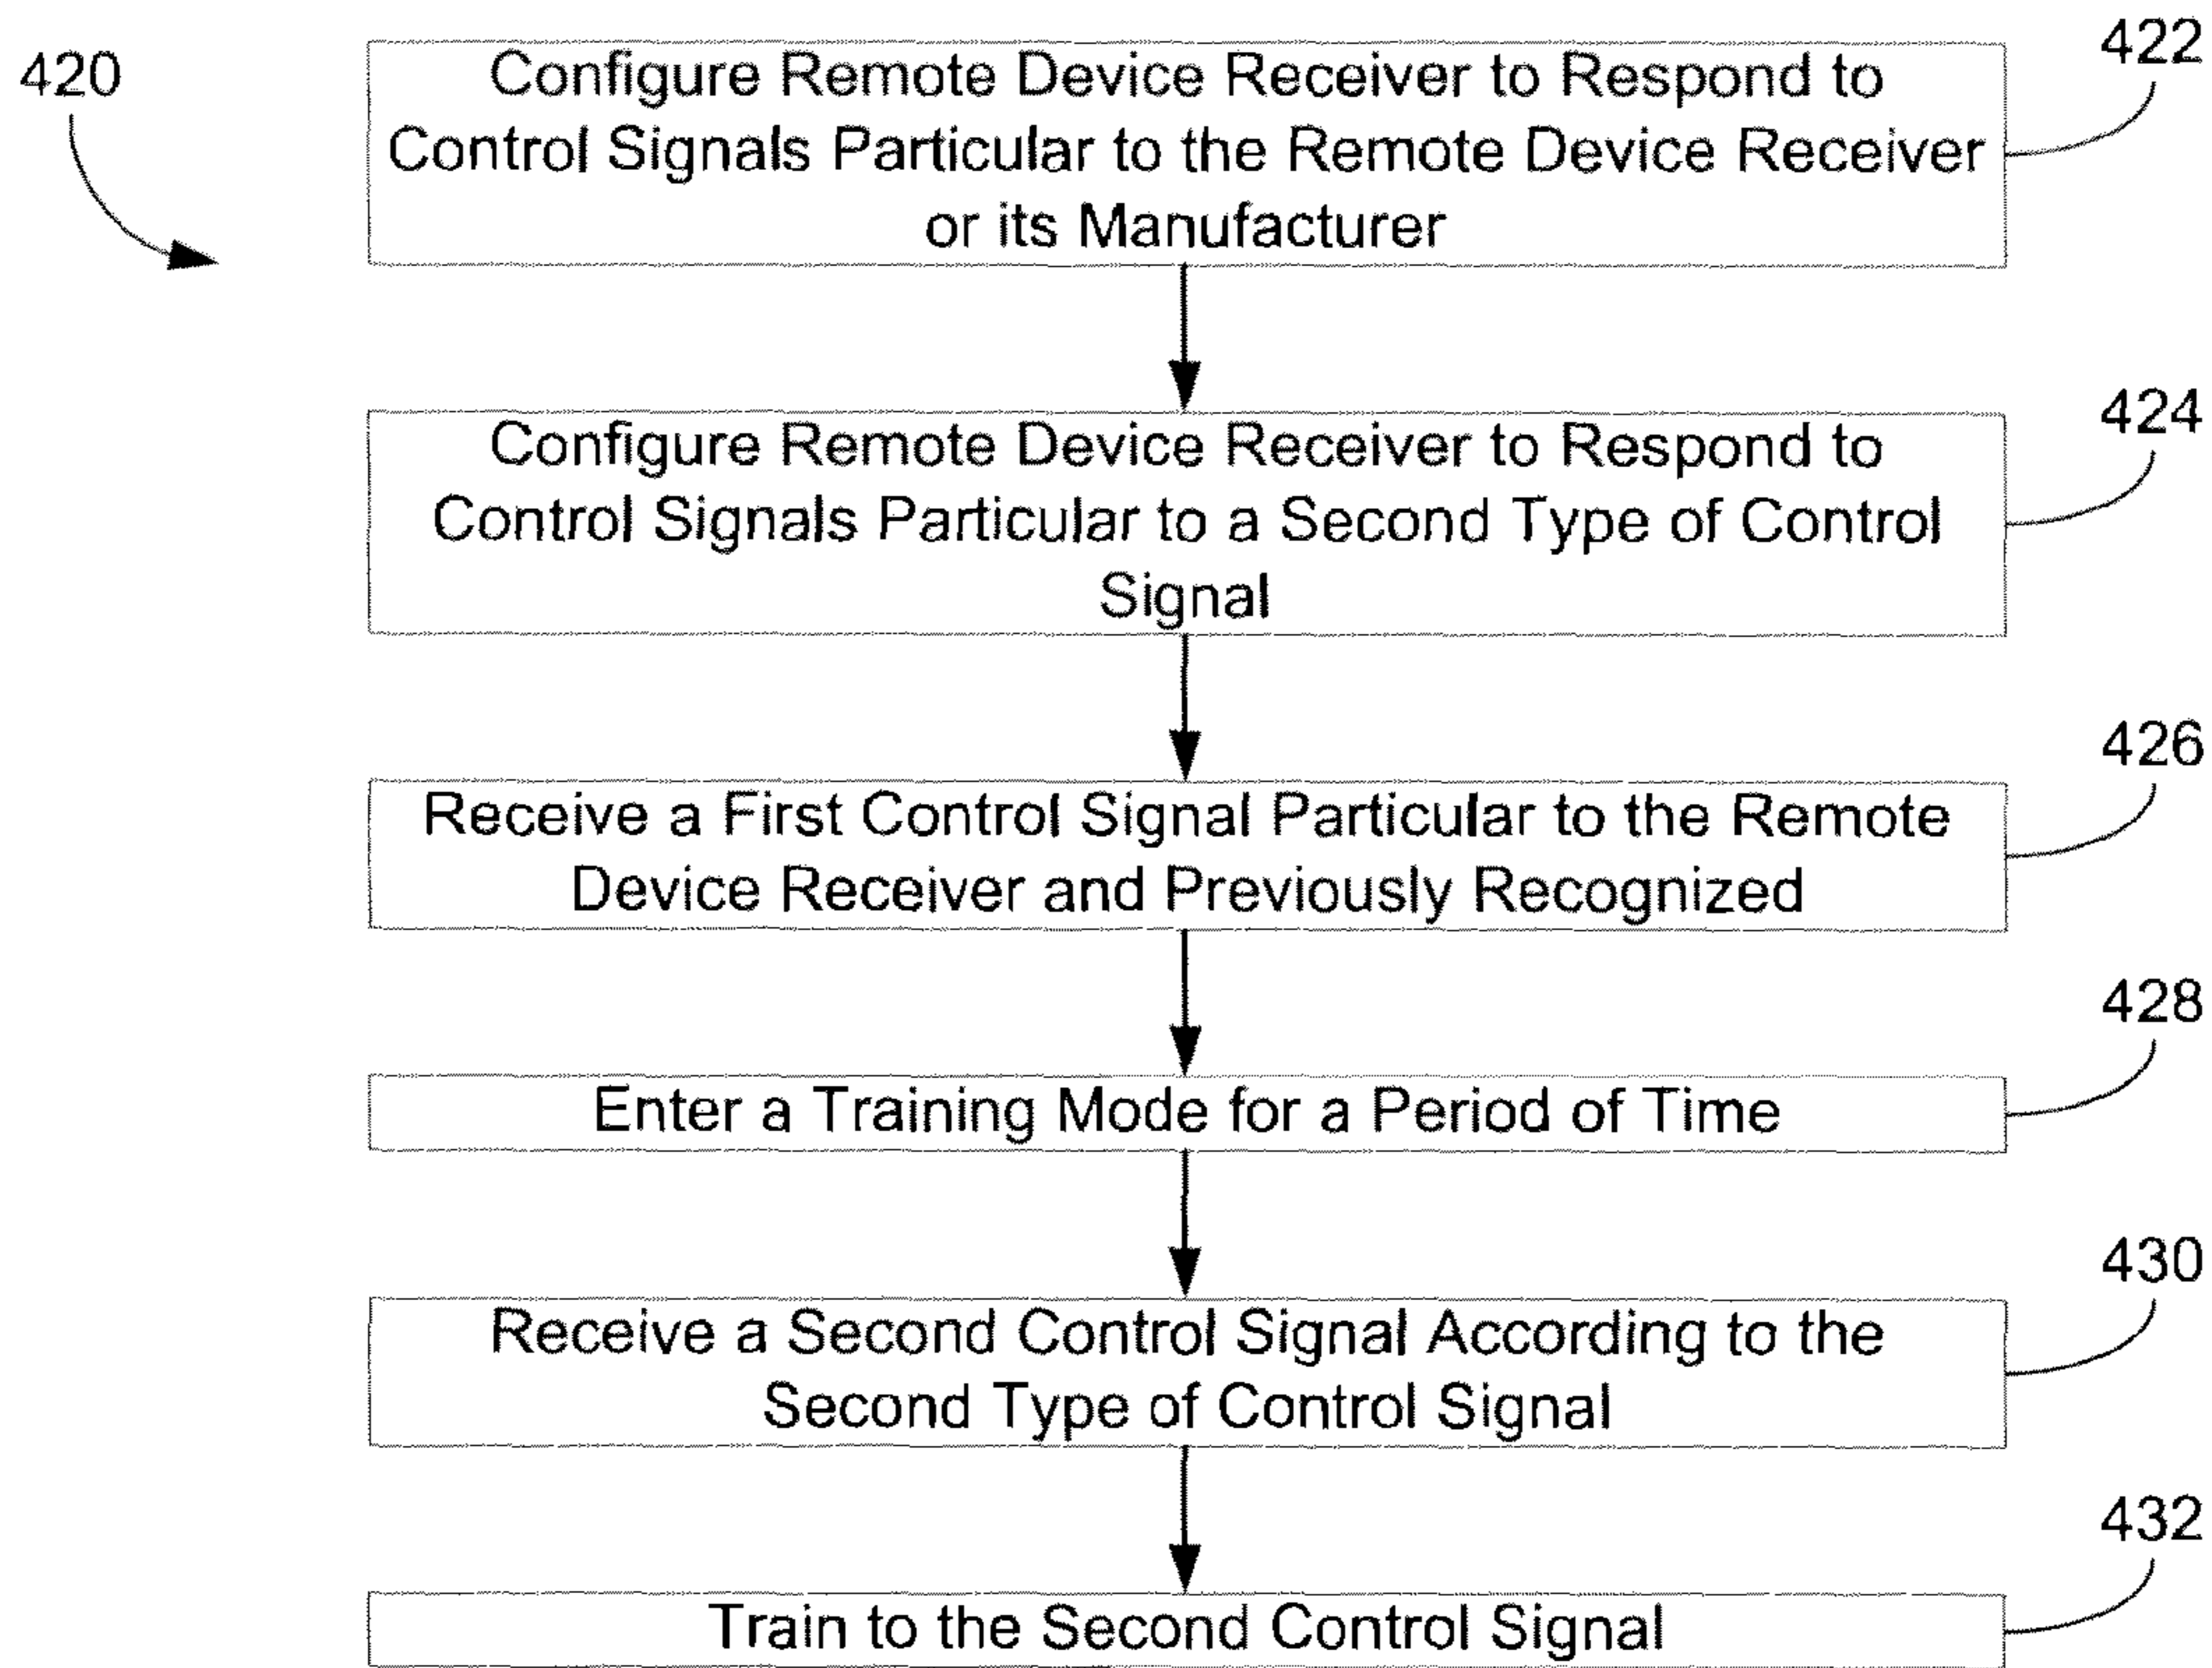 420
422
Configure Remote Device Receiver to Respond to
Control Signals Particular to the Remote Device Receiver
or its Manufacturer
424
Configure Remote Device Receiver to Respond to
Control Signals Particular to a Second Type of Control
Signal
426
Receive a First Control Signal Particular to the Remote
Device Receiver and Previously Recognized
428
Enter a Training Mode for a Period of Time
430
Receive a Second Control Signal According to the
Second Type of Control Signal
432
Train to the Second Control Signal